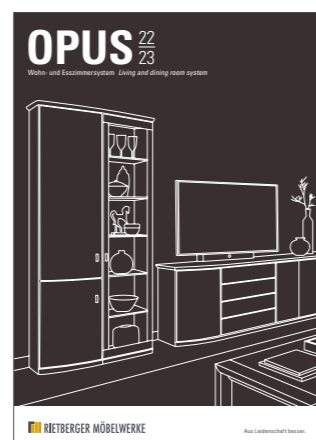 OPUS 22
23
Wohn- und Esszimmersystem Living and dining room system
RIETBERGER MÖBELWERKE
Aus Leidenschaft besser.